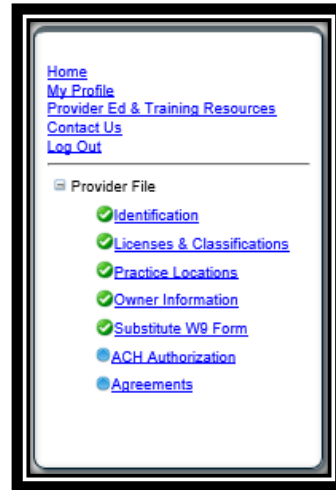 Home
My Profile
Provider Ed & Training Resources
Contact Us
Log Out
Provider File
Identification
Licenses & Classifications
Practice Locations
Owner Information
Substitute W9 Form
ACH Authorization
Agreements